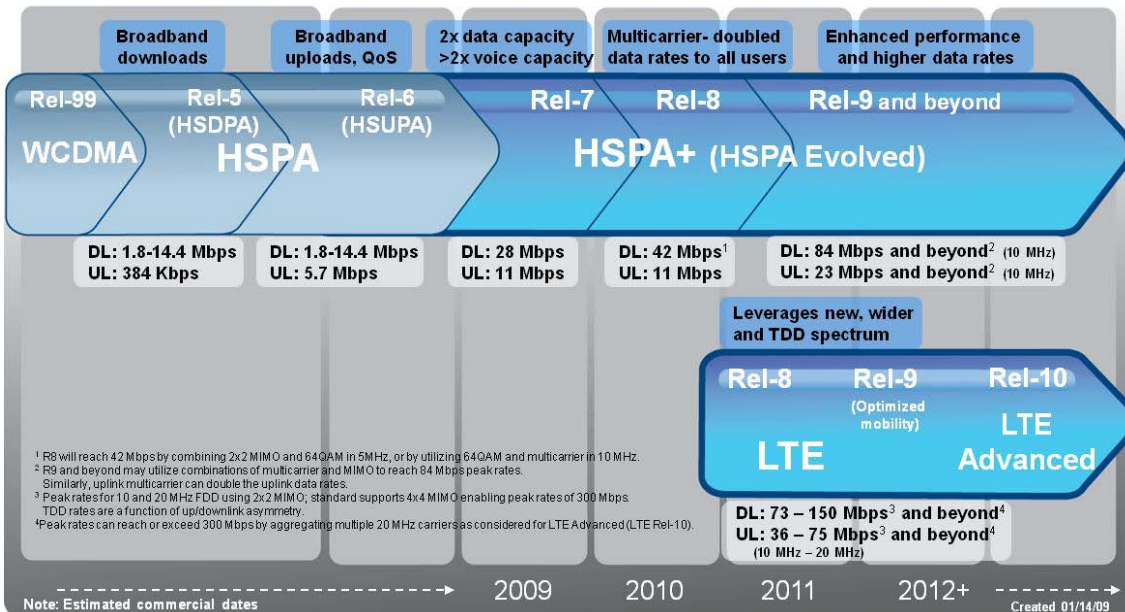 Broadband
downloads
Broadband
uploads, QoS
2x data capacity
>2x voice capacity
Multicarrier- doubled
data rates to all users
Enhanced performance
and higher data rates
Rel-99
Rel-5
(HSDPA)
Rel-6
(HSUPA)
Rel-7
Rel-8
Rel-9 and beyond
WCDMA
HSPA
HSPA+ (HSPA Evolved)
DL: 1.8-14.4 Mbps
UL: 384 Kbps
DL: 1.8-14.4 Mbps
UL: 5.7 Mbps
DL: 28 Mbps
UL: 11 Mbps
DL: 42 Mbps¹
UL: 11 Mbps
DL: 84 Mbps and beyond² (10 MHz)
UL: 23 Mbps and beyond² (10 MHz)
Leverages new, wider
and TDD spectrum
Rel-8
Rel-9
(Optimized
mobility)
Rel-10
LTE
LTE
Advanced
¹ R8 will reach 42 Mbps by combining 2x2 MIMO and 64QAM in 5MHz, or by utilizing 64QAM and multicarrier in 10 MHz.
² R9 and beyond may utilize combinations of multicarrier and MIMO to reach 84 Mbps peak rates.
Similarly, uplink multicarrier can double the uplink data rates.
³ Peak rates for 10 and 20 MHz FDD using 2x2 MIMO; standard supports 4x4 MIMO enabling peak rates of 300 Mbps.
TDD rates are a function of up/downlink asymmetry.
⁴Peak rates can reach or exceed 300 Mbps by aggregating multiple 20 MHz carriers as considered for LTE Advanced (LTE Rel-10).
DL: 73 – 150 Mbps³ and beyond⁴
UL: 36 – 75 Mbps³ and beyond⁴
(10 MHz – 20 MHz)
2009
2010
2011
2012+
Note: Estimated commercial dates
Created 01/14/09